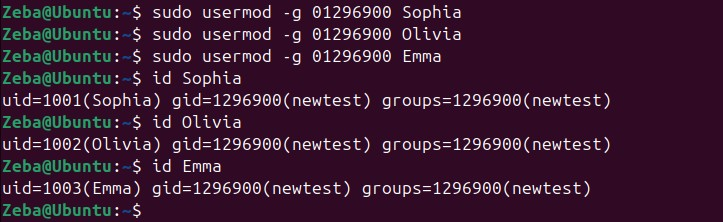 Zeba@Ubuntu:~$ sudo usermod -g 01296900 Sophia
Zeba@Ubuntu:~$ sudo usermod -g 01296900 Olivia
Zeba@Ubuntu:~$ sudo usermod -g 01296900 Emma
Zeba@Ubuntu:~$ id Sophia
uid=1001(Sophia) gid=1296900(newtest) groups=1296900(newtest)
Zeba@Ubuntu:~$ id Olivia
uid=1002(Olivia) gid=1296900(newtest) groups=1296900(newtest)
Zeba@Ubuntu:~$ id Emma
uid=1003(Emma) gid=1296900(newtest) groups=1296900(newtest)
Zeba@Ubuntu:~$